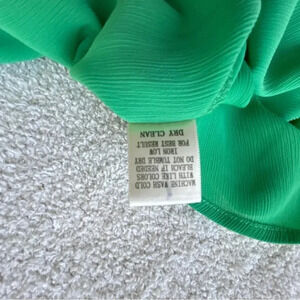 MACHINE WASH COLD
WITH LIKE COLORS
BLEACH IF NEEDED
DO NOT TUMBLE DRY
IRON LOW
FOR BEST RESULT
DRY CLEAN